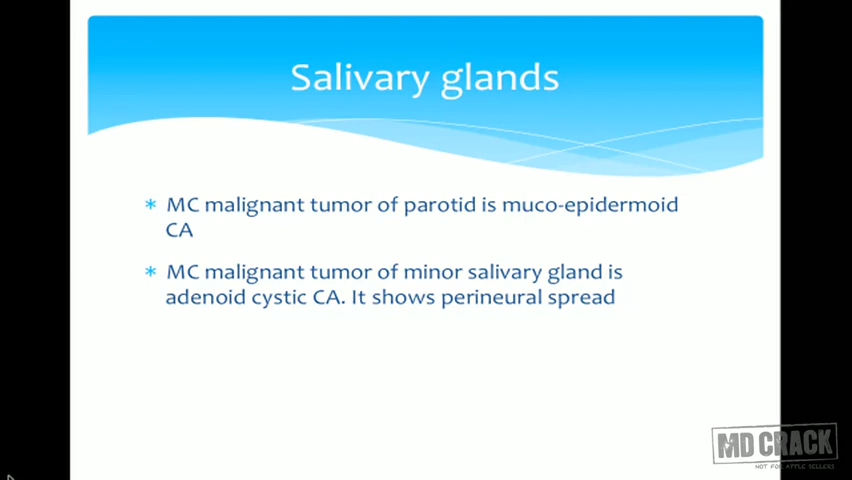 Salivary glands
* MC malignant tumor of parotid is muco-epidermoid
CA
* MC malignant tumor of minor salivary gland is
adenoid cystic CA. It shows perineural spread
MD CRACK
NOT FOR APPLE SELLERS